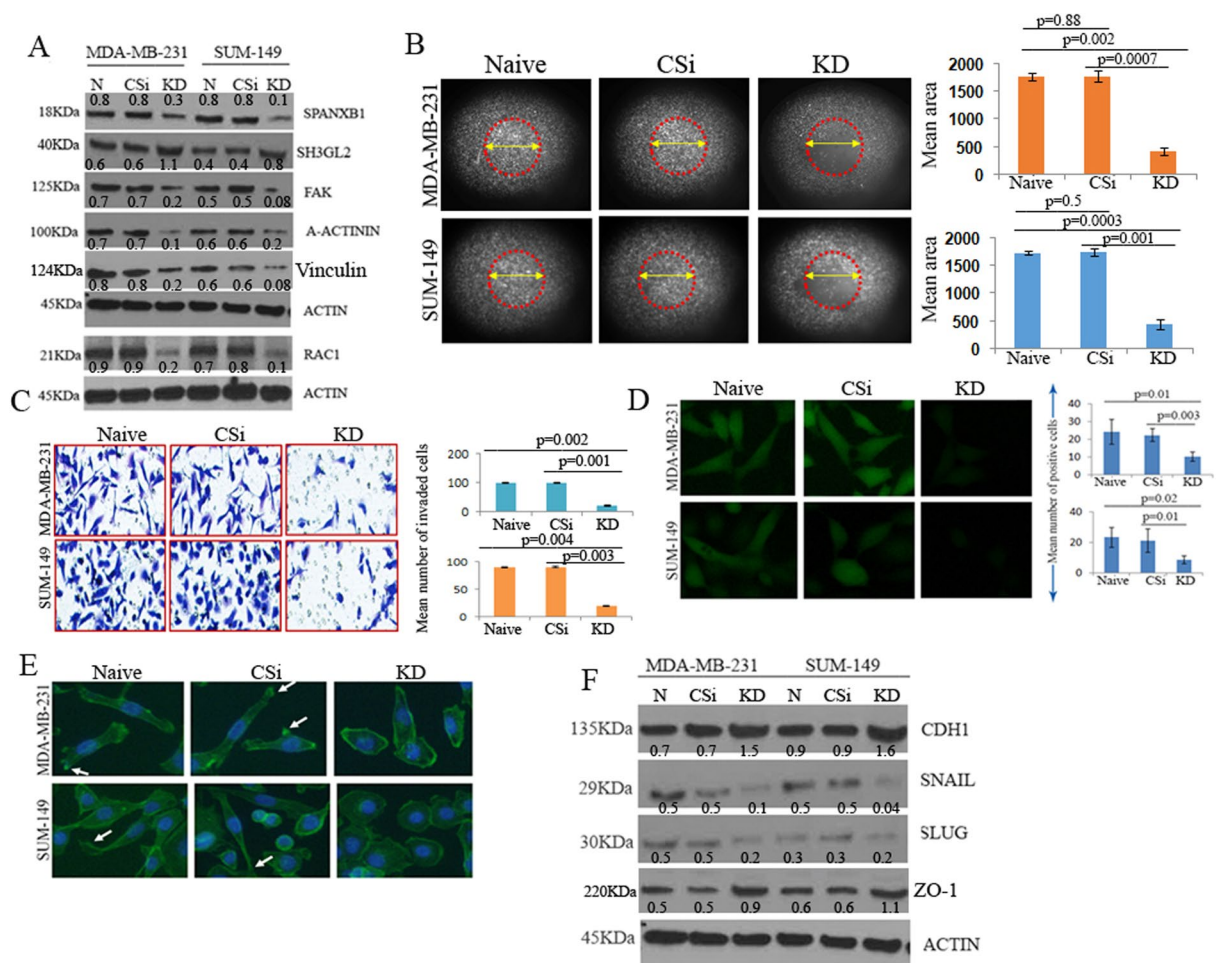 A
MDA-MB-231 SUM-149
N CSi KD N CSi KD
0.8 0.8 0.3 0.8 0.8 0.1
18KDa SPANXB1
40KDa SH3GL2
0.6 0.6 1.1 0.4 0.4 0.8
125KDa FAK
0.7 0.7 0.2 0.5 0.5 0.08
100KDa A-ACTININ
0.7 0.7 0.1 0.6 0.6 0.2
124KDa Vinculin
0.8 0.8 0.2 0.6 0.6 0.08
45KDa ACTIN
21KDa RAC1
0.9 0.9 0.2 0.7 0.8 0.1
45KDa ACTIN
B
Naive CSi KD
MDA-MB-231
SUM-149
p=0.88
p=0.002
p=0.0007
Mean area
2000
1500
1000
500
0
Naive CSi KD
p=0.5
p=0.0003
p=0.001
Mean area
2000
1500
1000
500
0
Naive CSi KD
C
Naive CSi KD
MDA-MB-231
SUM-149
Mean number of invaded cells
p=0.002
p=0.001
200
100
0
Naive CSi KD
p=0.004
p=0.003
100
50
0
Naive CSi KD
D
Naive CSi KD
MDA-MB-231
SUM-149
Mean number of positive cells
p=0.01
p=0.003
40
30
20
10
0
Naive CSi KD
p=0.02
p=0.01
40
20
0
Naive CSi KD
E
Naive CSi KD
MDA-MB-231
SUM-149
F
MDA-MB-231 SUM-149
N CSi KD N CSi KD
135KDa CDH1
0.7 0.7 1.5 0.9 0.9 1.6
29KDa SNAIL
0.5 0.5 0.1 0.5 0.5 0.04
30KDa SLUG
0.5 0.5 0.2 0.3 0.3 0.2
220KDa ZO-1
0.5 0.5 0.9 0.6 0.6 1.1
45KDa ACTIN